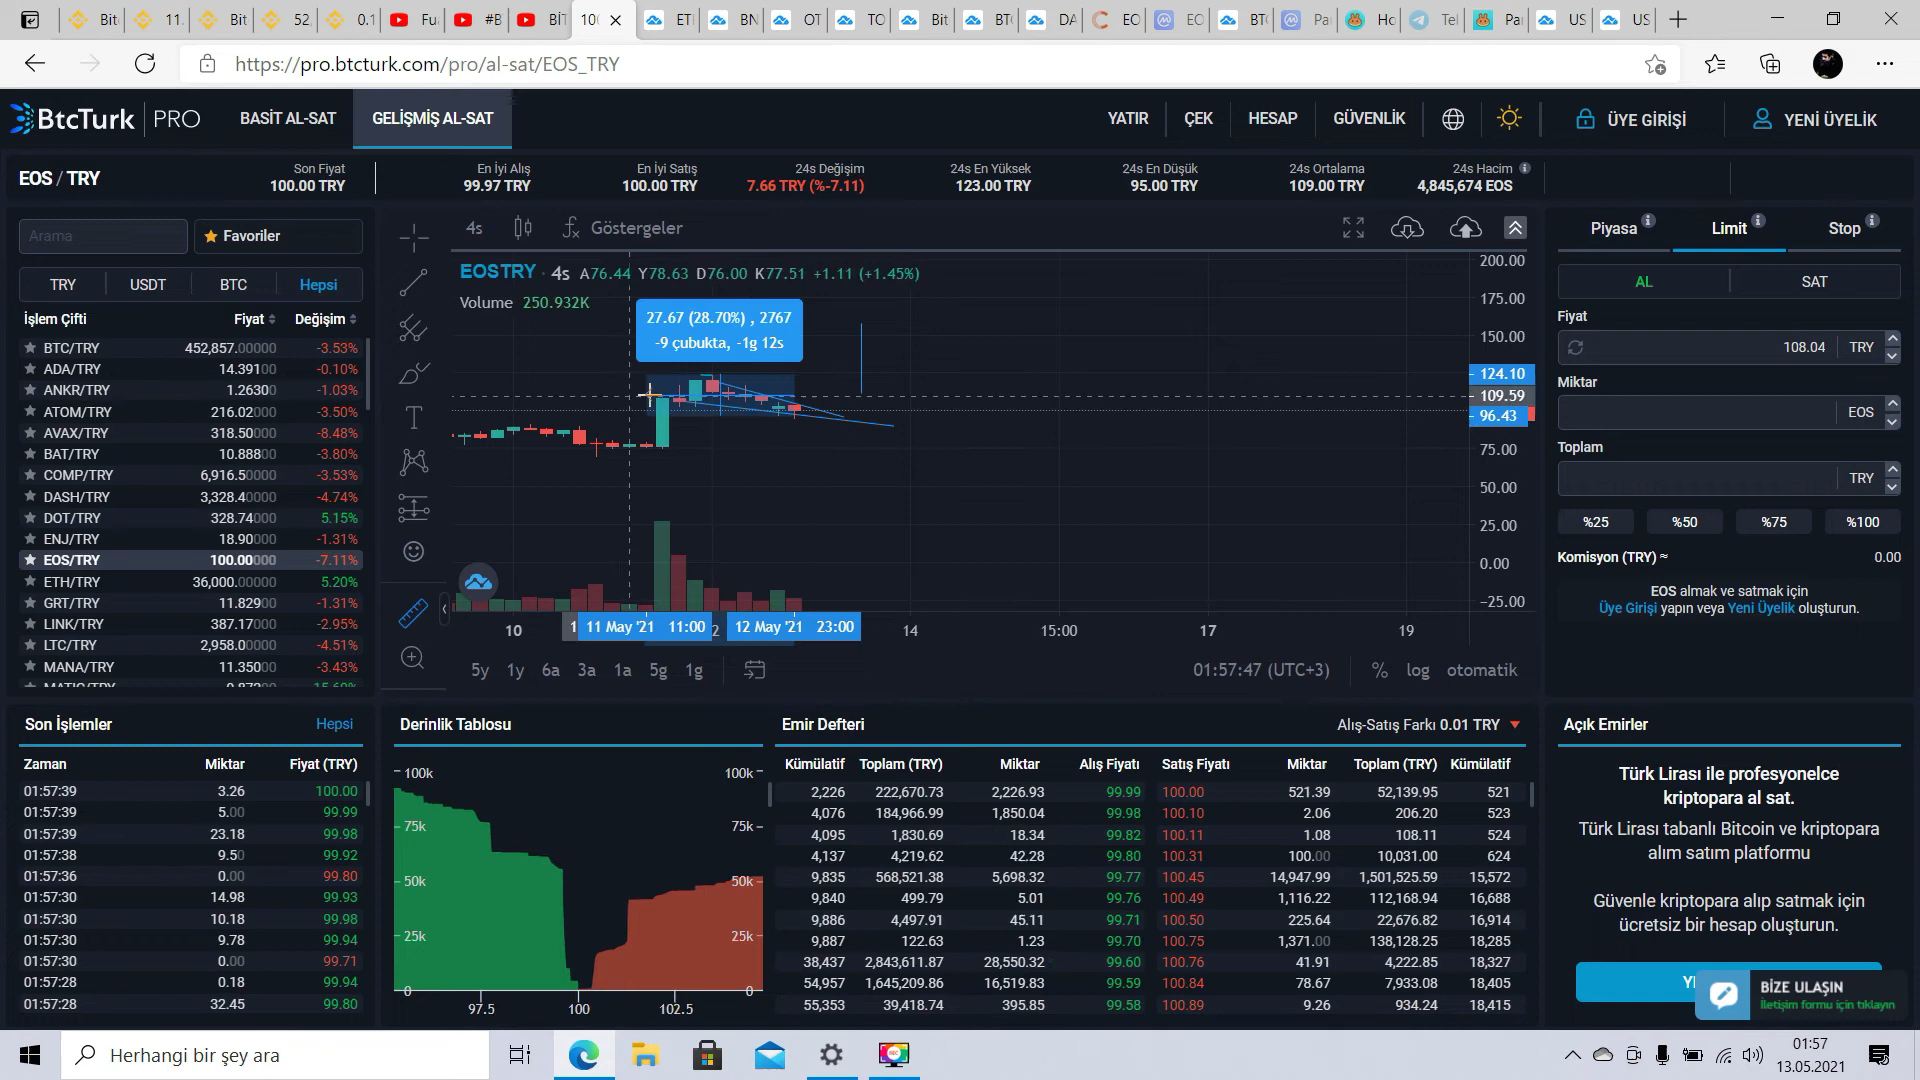 Bit
11.
Bit
52,
0.1
Fua
#B
BİT
100
ETH
BN
OT
TO
Bit
BTC
DA
EO
EO
BTC
Par
Ho
Tel
Par
US
US
https://pro.btcturk.com/pro/al-sat/EOS_TRY
BtcTurk PRO
BASİT AL-SAT
GELİŞMİŞ AL-SAT
YATIR
ÇEK
HESAP
GÜVENLİK
ÜYE GİRİŞİ
YENİ ÜYELİK
EOS / TRY
Son Fiyat
100.00 TRY
En İyi Alış
99.97 TRY
En İyi Satış
100.00 TRY
24s Değişim
7.66 TRY (%-7.11)
24s En Yüksek
123.00 TRY
24s En Düşük
95.00 TRY
24s Ortalama
109.00 TRY
24s Hacim
4,845,674 EOS
Arama
Favoriler
TRY USDT BTC Hepsi
İşlem Çifti Fiyat Değişim
BTC/TRY 452,857.00000 -3.53%
ADA/TRY 14.391000 -0.10%
ANKR/TRY 1.26300 -1.03%
ATOM/TRY 216.02000 -3.50%
AVAX/TRY 318.50000 -8.48%
BAT/TRY 10.88800 -3.80%
COMP/TRY 6,916.50000 -3.53%
DASH/TRY 3,328.40000 -4.74%
DOT/TRY 328.74000 5.15%
ENJ/TRY 18.90000 -1.31%
EOS/TRY 100.00000 -7.11%
ETH/TRY 36,000.00000 5.20%
GRT/TRY 11.82900 -1.31%
LINK/TRY 387.17000 -2.95%
LTC/TRY 2,958.00000 -4.51%
MANA/TRY 11.35000 -3.43%
4s
Göstergeler
EOSTRY · 4s A76.44 Y78.63 D76.00 K77.51 +1.11 (+1.45%)
Volume 250.932K
27.67 (28.70%) , 2767
-9 çubukta, -1g 12s
200.00
175.00
150.00
124.10
109.59
96.43
75.00
50.00
25.00
0.00
−25.00
10
11 May '21 11:00
12 May '21 23:00
14
15:00
17
19
5y 1y 6a 3a 1a 5g 1g
01:57:47 (UTC+3)
% log otomatik
Piyasa Limit Stop
AL SAT
Fiyat
108.04 TRY
Miktar
EOS
Toplam
TRY
%25 %50 %75 %100
Komisyon (TRY) ≈ 0.00
EOS almak ve satmak için
Üye Girişi yapın veya Yeni Üyelik oluşturun.
Son İşlemler Hepsi
Zaman Miktar Fiyat (TRY)
01:57:39 3.26 100.00
01:57:39 5.00 99.99
01:57:39 23.18 99.98
01:57:38 9.50 99.92
01:57:36 0.00 99.80
01:57:30 14.98 99.93
01:57:30 10.18 99.98
01:57:30 9.78 99.94
01:57:30 0.00 99.71
01:57:28 0.18 99.94
01:57:28 32.45 99.80
Derinlik Tablosu
100k 100k
75k 75k
50k 50k
25k 25k
0 0
97.5 100 102.5
Emir Defteri
Alış-Satış Farkı 0.01 TRY
Kümülatif Toplam (TRY) Miktar Alış Fiyatı Satış Fiyatı Miktar Toplam (TRY) Kümülatif
2,226 222,670.73 2,226.93 99.99 100.00 521.39 52,139.95 521
4,076 184,966.99 1,850.04 99.98 100.10 2.06 206.20 523
4,095 1,830.69 18.34 99.82 100.11 1.08 108.11 524
4,137 4,219.62 42.28 99.80 100.31 100.00 10,031.00 624
9,835 568,521.38 5,698.32 99.77 100.45 14,947.99 1,501,525.59 15,572
9,840 499.79 5.01 99.76 100.49 1,116.22 112,168.94 16,688
9,886 4,497.91 45.11 99.71 100.50 225.64 22,676.82 16,914
9,887 122.63 1.23 99.70 100.75 1,371.00 138,128.25 18,285
38,437 2,843,611.87 28,550.32 99.60 100.76 41.91 4,222.85 18,327
54,957 1,645,209.86 16,519.83 99.59 100.84 78.67 7,933.08 18,405
55,353 39,418.74 395.85 99.58 100.89 9.26 934.24 18,415
Açık Emirler
Türk Lirası ile profesyonelce
kriptopara al sat.
Türk Lirası tabanlı Bitcoin ve kriptopara
alım satım platformu
Güvenle kriptopara alıp satmak için
ücretsiz bir hesap oluşturun.
BİZE ULAŞIN
İletişim formu için tıklayın
Herhangi bir şey ara
01:57
13.05.2021